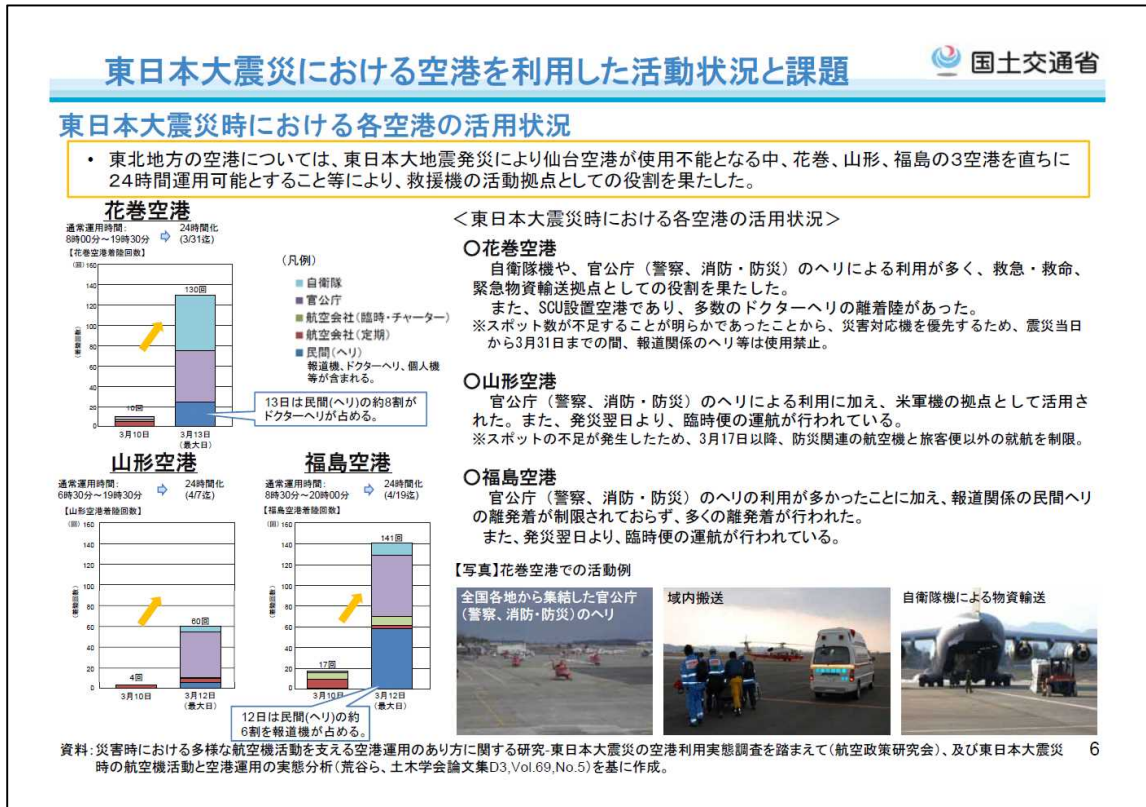 東日本大震災における空港を利用した活動状況と課題
国土交通省
東日本大震災時における各空港の活用状況
• 東北地方の空港については、東日本大地震発災により仙台空港が使用不能となる中、花巻、山形、福島の3空港を直ちに
24時間運用可能とすること等により、救援機の活動拠点としての役割を果たした。
花巻空港
通常運用時間: 24時間化
8時00分~19時30分 (3/31迄)
【花巻空港着陸回数】
(回)
160
140
120
100
80
60
40
20
0
(着陸回数)
10回
130回
3月10日
3月13日
(最大日)
(凡例)
自衛隊
官公庁
航空会社(臨時・チャーター)
航空会社(定期)
民間(ヘリ)
報道機、ドクターヘリ、個人機
等が含まれる。
13日は民間(ヘリ)の約8割が
ドクターヘリが占める。
山形空港
通常運用時間: 24時間化
6時30分~19時30分 (4/7迄)
【山形空港着陸回数】
(回)
160
140
120
100
80
60
40
20
0
(着陸回数)
4回
60回
3月10日
3月12日
(最大日)
福島空港
通常運用時間: 24時間化
8時30分~20時00分 (4/19迄)
【福島空港着陸回数】
(回)
160
140
120
100
80
60
40
20
0
(着陸回数)
17回
141回
3月10日
3月12日
(最大日)
12日は民間(ヘリ)の約
6割を報道機が占める。
<東日本大震災時における各空港の活用状況>
○花巻空港
自衛隊機や、官公庁(警察、消防・防災)のヘリによる利用が多く、救急・救命、
緊急物資輸送拠点としての役割を果たした。
また、SCU設置空港であり、多数のドクターヘリの離着陸があった。
※スポット数が不足することが明らかであったことから、災害対応機を優先するため、震災当日
から3月31日までの間、報道関係のヘリ等は使用禁止。
○山形空港
官公庁(警察、消防・防災)のヘリによる利用に加え、米軍機の拠点として活用さ
れた。また、発災翌日より、臨時便の運航が行われている。
※スポットの不足が発生したため、3月17日以降、防災関連の航空機と旅客便以外の就航を制限。
○福島空港
官公庁(警察、消防・防災)のヘリの利用が多かったことに加え、報道関係の民間ヘリ
の離発着が制限されておらず、多くの離発着が行われた。
また、発災翌日より、臨時便の運航が行われている。
【写真】花巻空港での活動例
全国各地から集結した官公庁
(警察、消防・防災)のヘリ
域内搬送
自衛隊機による物資輸送
資料:災害時における多様な航空機活動を支える空港運用のあり方に関する研究-東日本大震災の空港利用実態調査を踏まえて(航空政策研究会)、及び東日本大震災
時の航空機活動と空港運用の実態分析(荒谷ら、土木学会論文集D3,Vol.69,No.5)を基に作成。
6